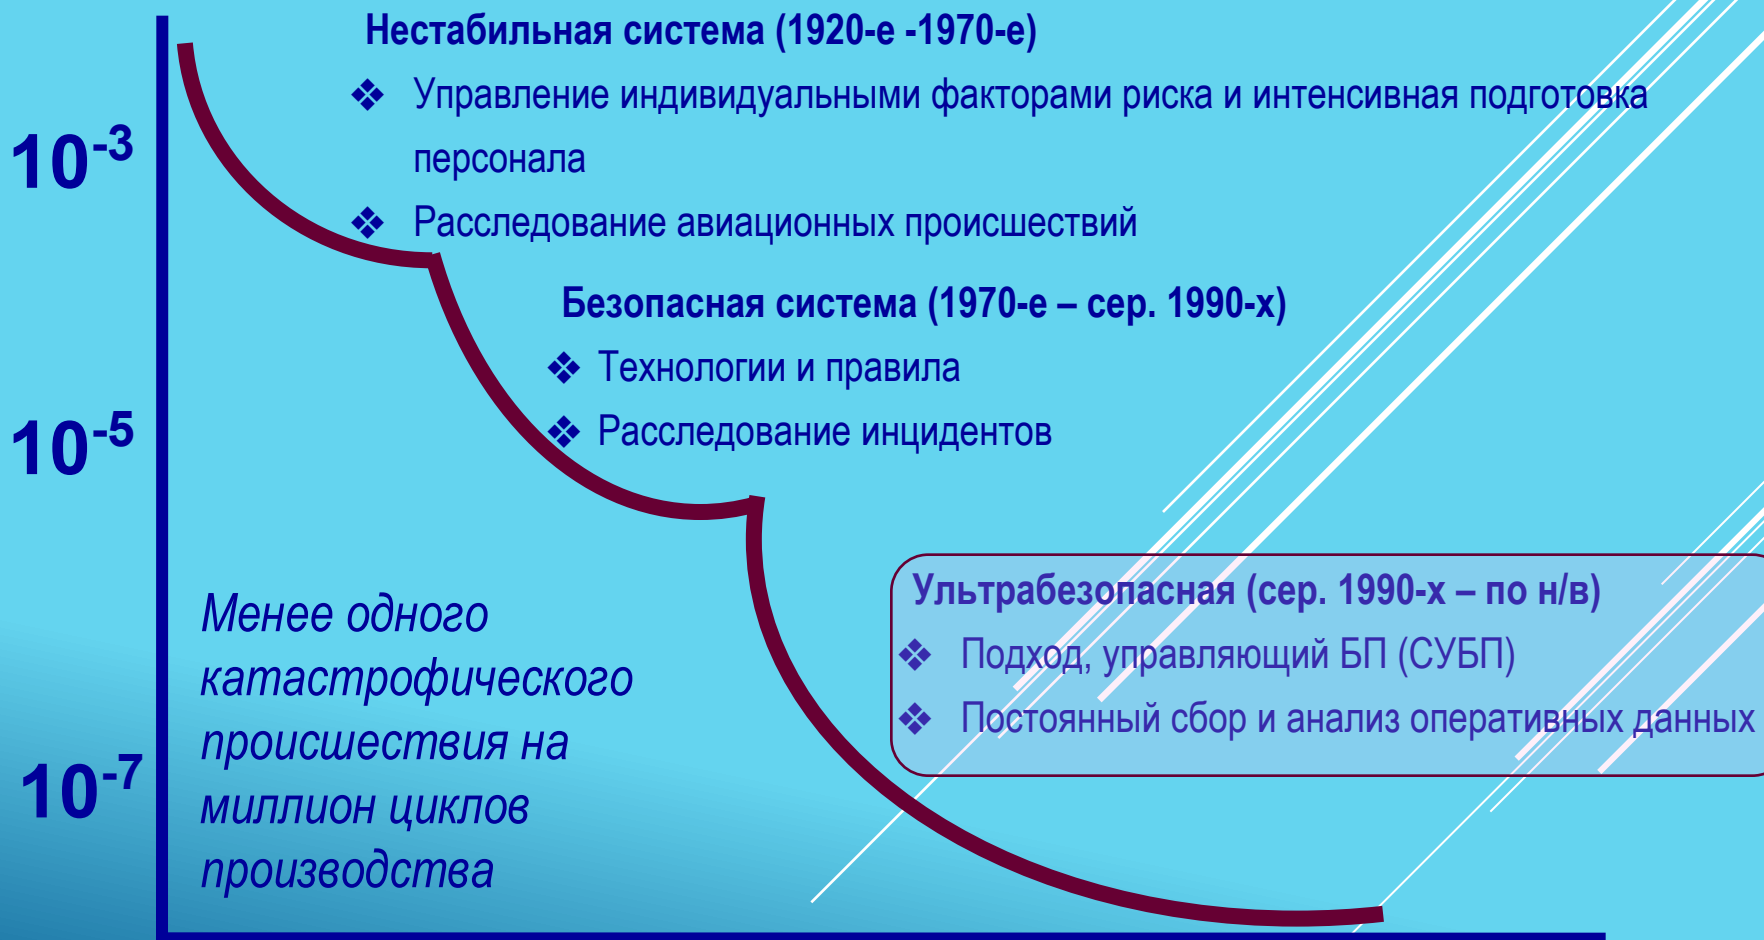 Нестабильная система (1920-е -1970-е)
❖ Управление индивидуальными факторами риска и интенсивная подготовка
персонала
❖ Расследование авиационных происшествий
10⁻³
Безопасная система (1970-е – сер. 1990-х)
❖ Технологии и правила
❖ Расследование инцидентов
10⁻⁵
Ультрабезопасная (сер. 1990-х – по н/в)
❖ Подход, управляющий БП (СУБП)
❖ Постоянный сбор и анализ оперативных данных
10⁻⁷
Менее одного
катастрофического
происшествия на
миллион циклов
производства